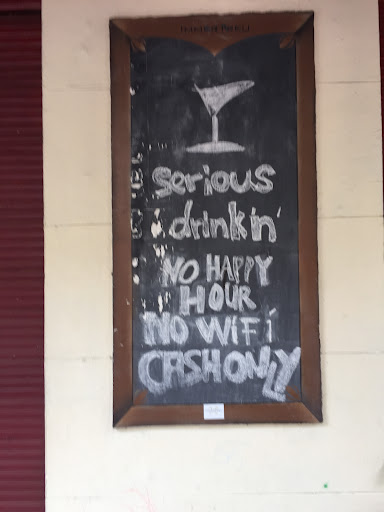 serious
drinkin'
NO HAPPY
HOUR
NO WiFi
CASH ONLY